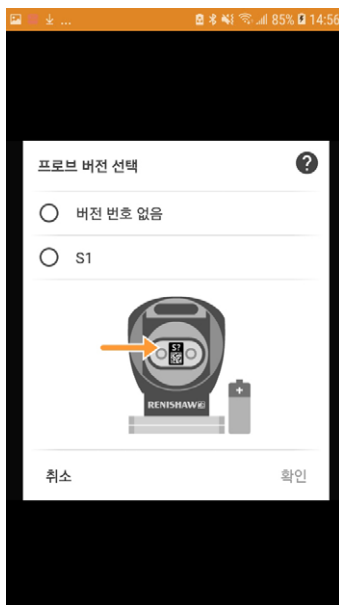 ... 85% 14:56
프로브 버전 선택 ?
버전 번호 없음
S1
S?
RENISHAW
+
취소 확인